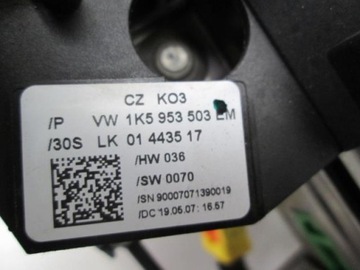 CZ KO3
/P VW 1K5 953 503 EM
/30S LK 01 4435 17
/HW 036
/SW 0070
/SN 90007071390019
/DC 19.05.07; 16.57